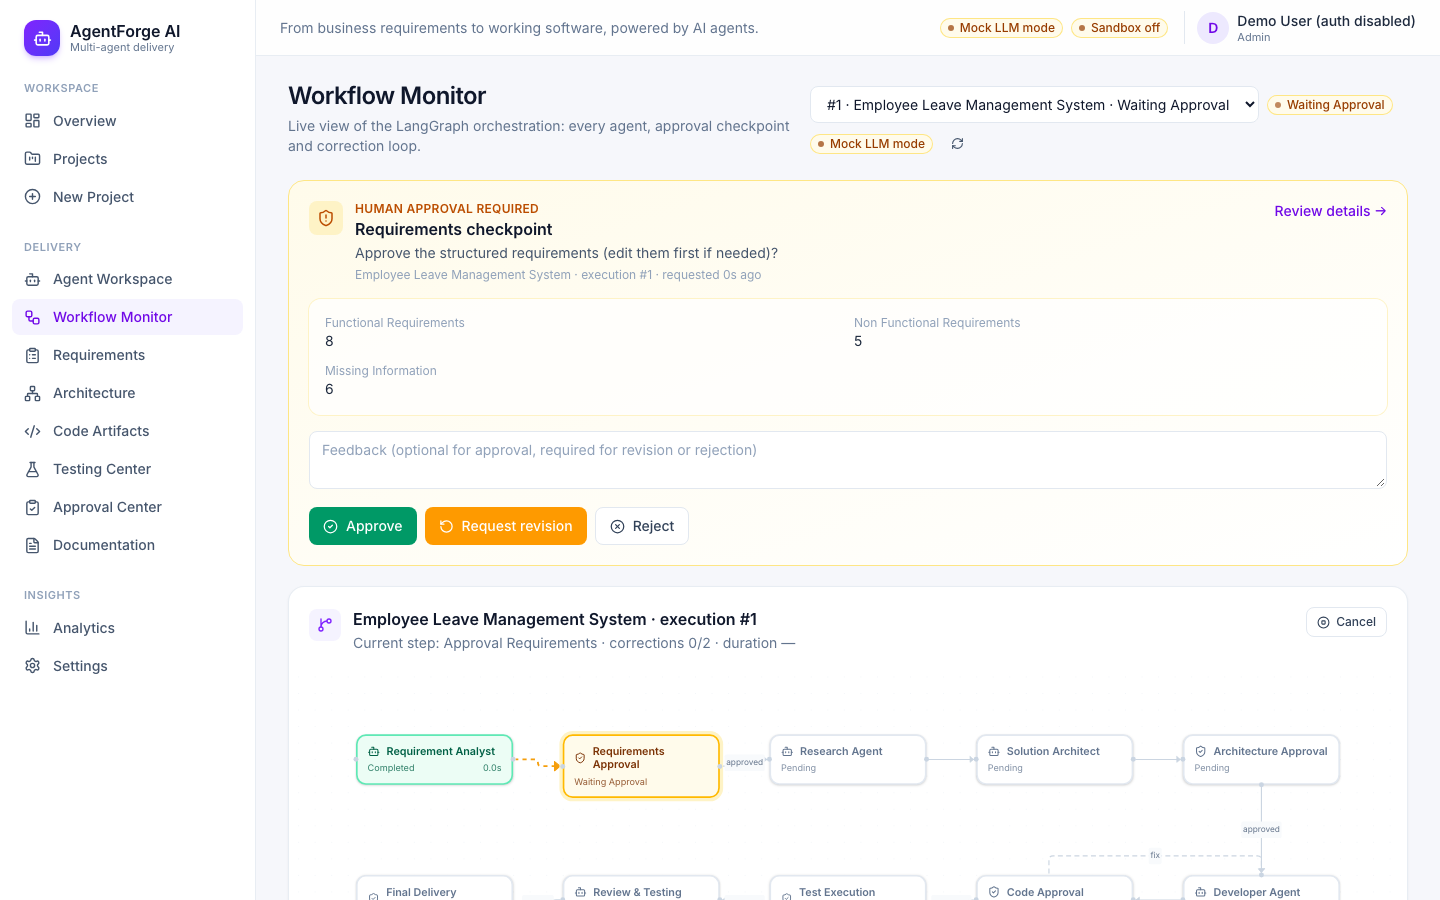 AgentForge AI
Multi-agent delivery
WORKSPACE
Overview
Projects
New Project
DELIVERY
Agent Workspace
Workflow Monitor
Requirements
Architecture
Code Artifacts
Testing Center
Approval Center
Documentation
INSIGHTS
Analytics
Settings
From business requirements to working software, powered by AI agents.
Mock LLM mode
Sandbox off
D
Demo User (auth disabled)
Admin
Workflow Monitor
Live view of the LangGraph orchestration: every agent, approval checkpoint
and correction loop.
#1 · Employee Leave Management System · Waiting Approval
Waiting Approval
Mock LLM mode
HUMAN APPROVAL REQUIRED
Requirements checkpoint
Approve the structured requirements (edit them first if needed)?
Employee Leave Management System · execution #1 · requested 0s ago
Review details →
Functional Requirements
8
Non Functional Requirements
5
Missing Information
6
Feedback (optional for approval, required for revision or rejection)
Approve
Request revision
Reject
Employee Leave Management System · execution #1
Current step: Approval Requirements · corrections 0/2 · duration —
Cancel
Requirement Analyst
Completed 0.0s
Requirements
Approval
Waiting Approval
approved
Research Agent
Pending
Solution Architect
Pending
Architecture Approval
Pending
approved
fix
Final Delivery
Review & Testing
Test Execution
Code Approval
Developer Agent